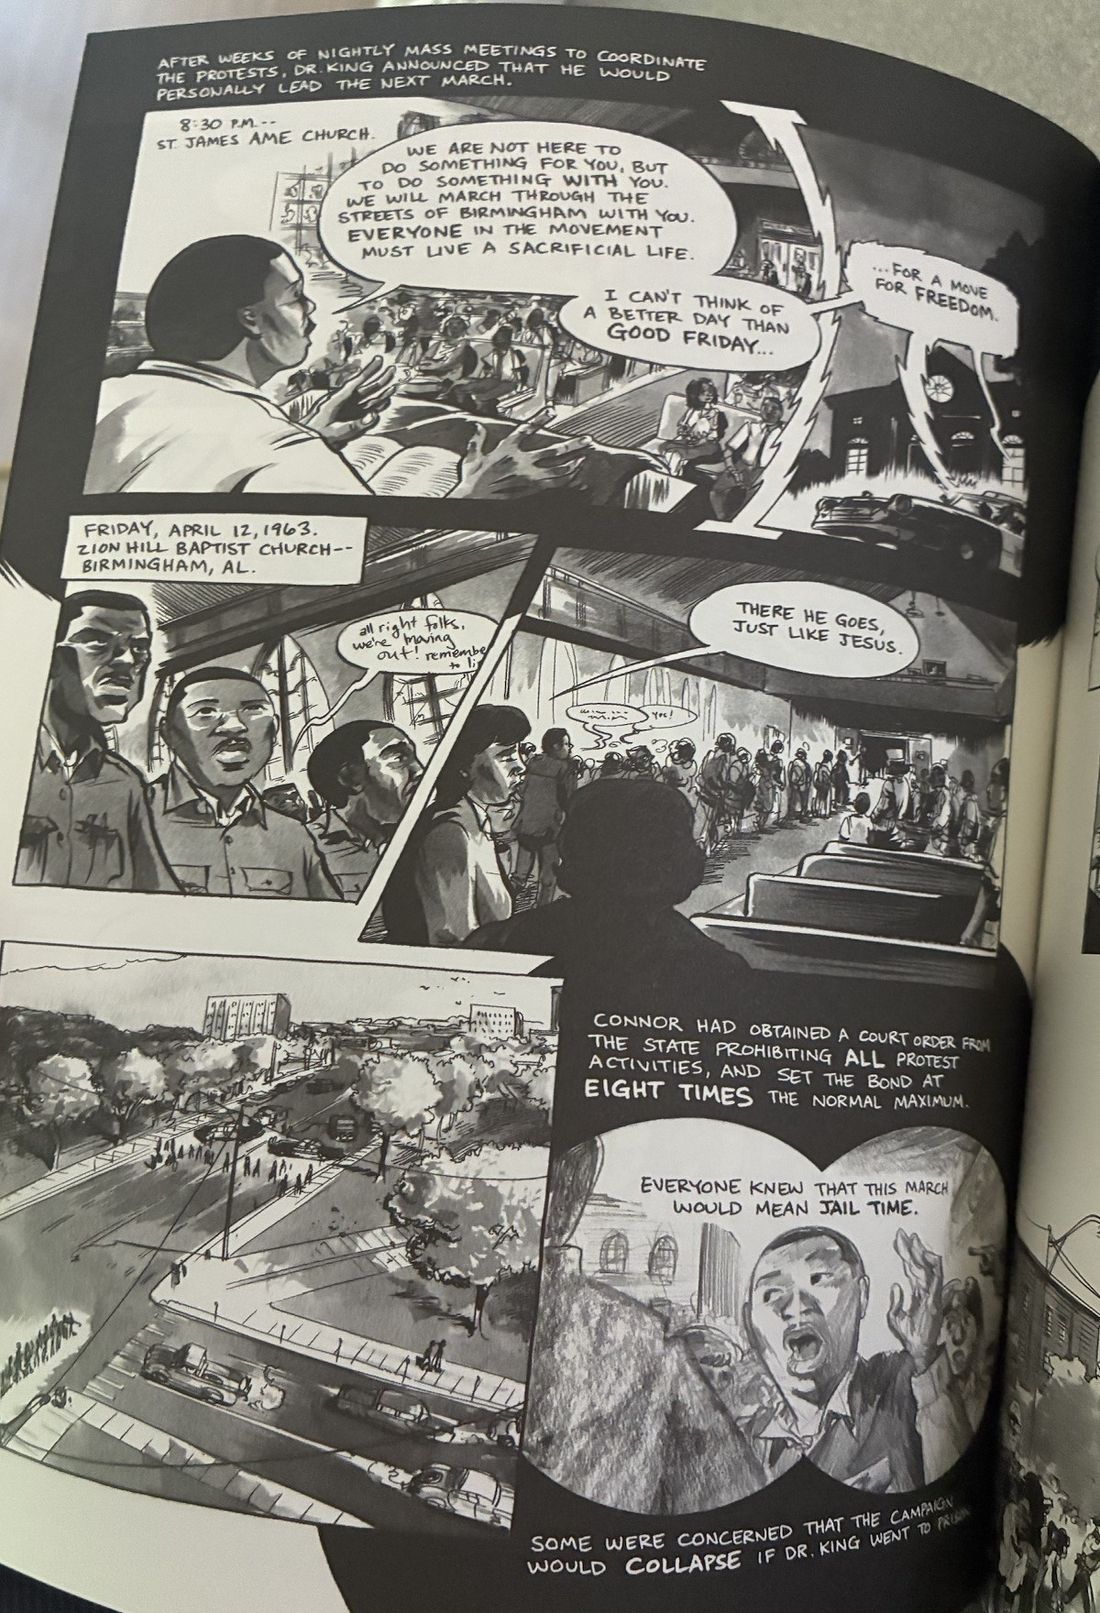 AFTER WEEKS OF NIGHTLY MASS MEETINGS TO COORDINATE
THE PROTESTS, DR. KING ANNOUNCED THAT HE WOULD
PERSONALLY LEAD THE NEXT MARCH.
8:30 P.M.--
ST. JAMES AME CHURCH.
WE ARE NOT HERE TO
DO SOMETHING FOR YOU, BUT
TO DO SOMETHING WITH YOU.
WE WILL MARCH THROUGH THE
STREETS OF BIRMINGHAM WITH YOU.
EVERYONE IN THE MOVEMENT
MUST LIVE A SACRIFICIAL LIFE.
I CAN'T THINK OF
A BETTER DAY THAN
GOOD FRIDAY...
...FOR A MOVE
FOR FREEDOM.
FRIDAY, APRIL 12, 1963.
ZION HILL BAPTIST CHURCH--
BIRMINGHAM, AL.
all right folks,
we're moving
out! remembe
to li
THERE HE GOES,
JUST LIKE JESUS.
Yes!
CONNOR HAD OBTAINED A COURT ORDER FROM
THE STATE PROHIBITING ALL PROTEST
ACTIVITIES, AND SET THE BOND AT
EIGHT TIMES THE NORMAL MAXIMUM.
EVERYONE KNEW THAT THIS MARCH
WOULD MEAN JAIL TIME.
SOME WERE CONCERNED THAT THE CAMPAIGN
WOULD COLLAPSE IF DR. KING WENT TO PRISON